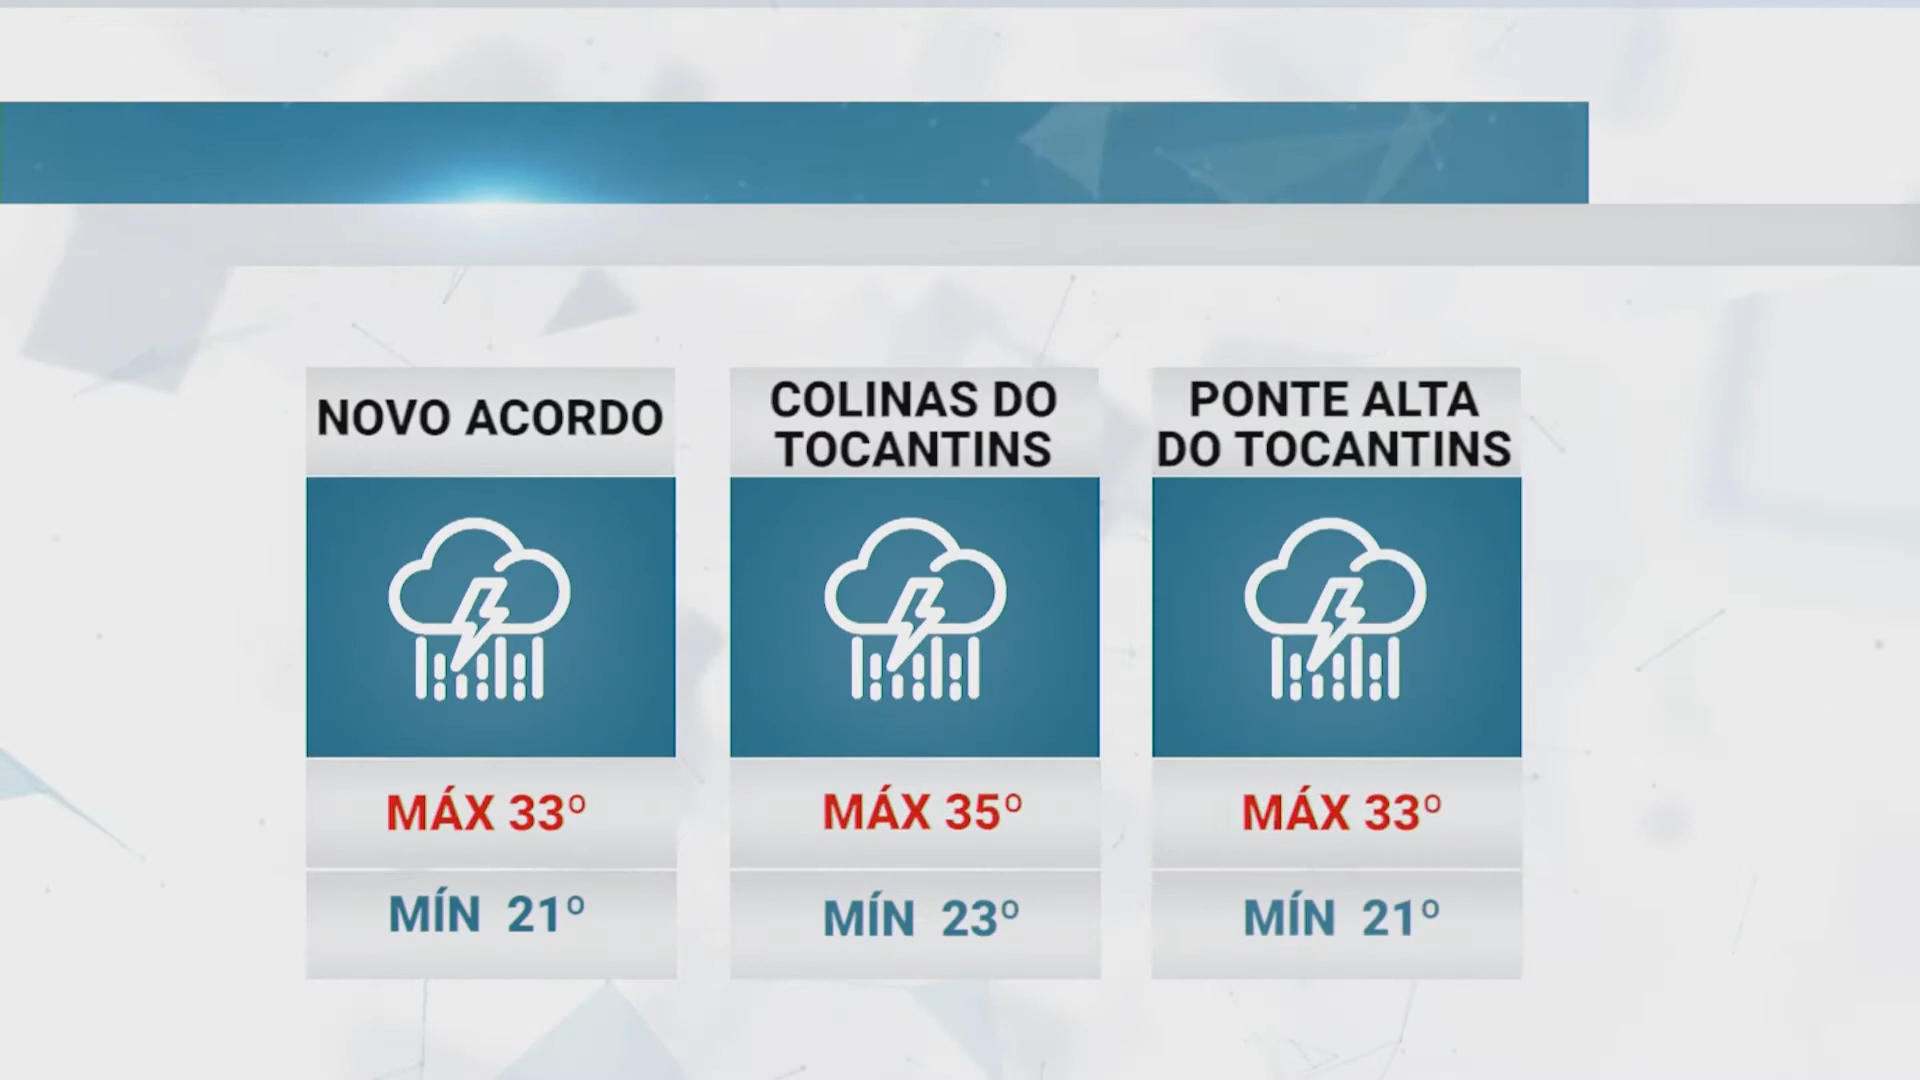 NOVO ACORDO
COLINAS DO
TOCANTINS
PONTE ALTA
DO TOCANTINS
MÁX 33º
MÁX 35º
MÁX 33º
MÍN 21º
MÍN 23º
MÍN 21º